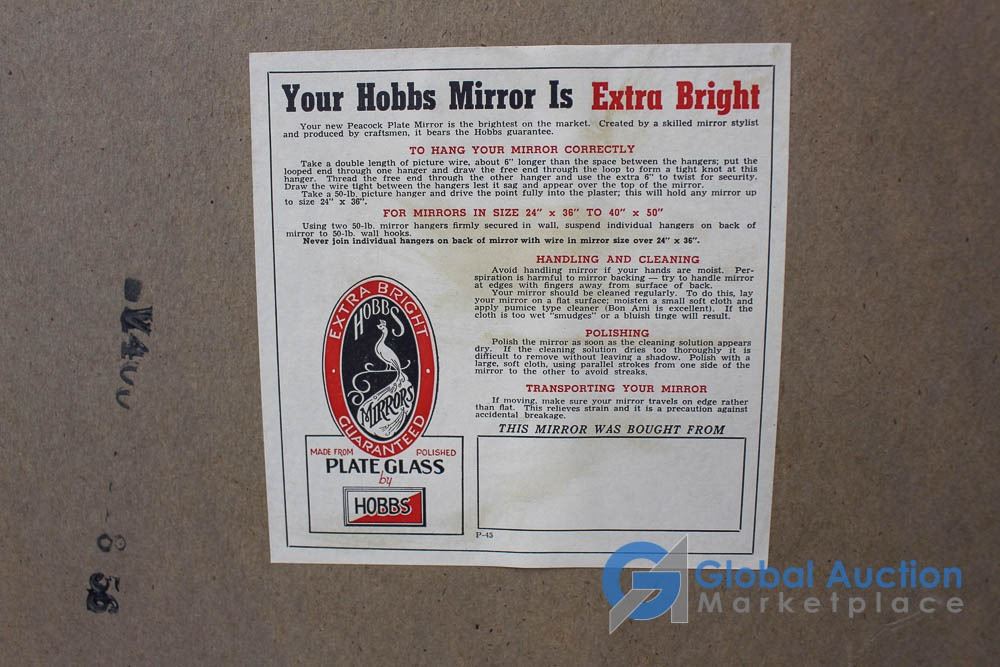 Your Hobbs Mirror Is Extra Bright
Your new Peacock Plate Mirror is the brightest on the market. Created by a skilled mirror stylist
and produced by craftsmen, it bears the Hobbs guarantee.
TO HANG YOUR MIRROR CORRECTLY
Take a double length of picture wire, about 6" longer than the space between the hangers; put the
looped end through one hanger and draw the free end through the loop to form a tight knot at this
hanger. Thread the free end through the other hanger and use the extra 6" to twist for security.
Draw the wire tight between the hangers lest it sag and appear over the top of the mirror.
Take a 50-lb. picture hanger and drive the point fully into the plaster; this will hold any mirror up
to size 24" x 36".
FOR MIRRORS IN SIZE 24" x 36" TO 40" x 50"
Using two 50-lb. mirror hangers firmly secured in wall, suspend individual hangers on back of
mirror to 50-lb. wall hooks.
Never join individual hangers on back of mirror with wire in mirror size over 24" x 36".
HANDLING AND CLEANING
Avoid handling mirror if your hands are moist. Per-
spiration is harmful to mirror backing — try to handle mirror
at edges with fingers away from surface of back.
Your mirror should be cleaned regularly. To do this, lay
your mirror on a flat surface; moisten a small soft cloth and
apply pumice type cleaner (Bon Ami is excellent). If the
cloth is too wet "smudges" or a bluish tinge will result.
POLISHING
Polish the mirror as soon as the cleaning solution appears
dry. If the cleaning solution dries too thoroughly it is
difficult to remove without leaving a shadow. Polish with a
large, soft cloth, using parallel strokes from one side of the
mirror to the other to avoid streaks.
TRANSPORTING YOUR MIRROR
If moving, make sure your mirror travels on edge rather
than flat. This relieves strain and it is a precaution against
accidental breakage.
THIS MIRROR WAS BOUGHT FROM
EXTRA BRIGHT
HOBBS
MIRRORS
GUARANTEED
MADE FROM POLISHED
PLATE GLASS
by
HOBBS
P-45
Global Auction
Marketplace